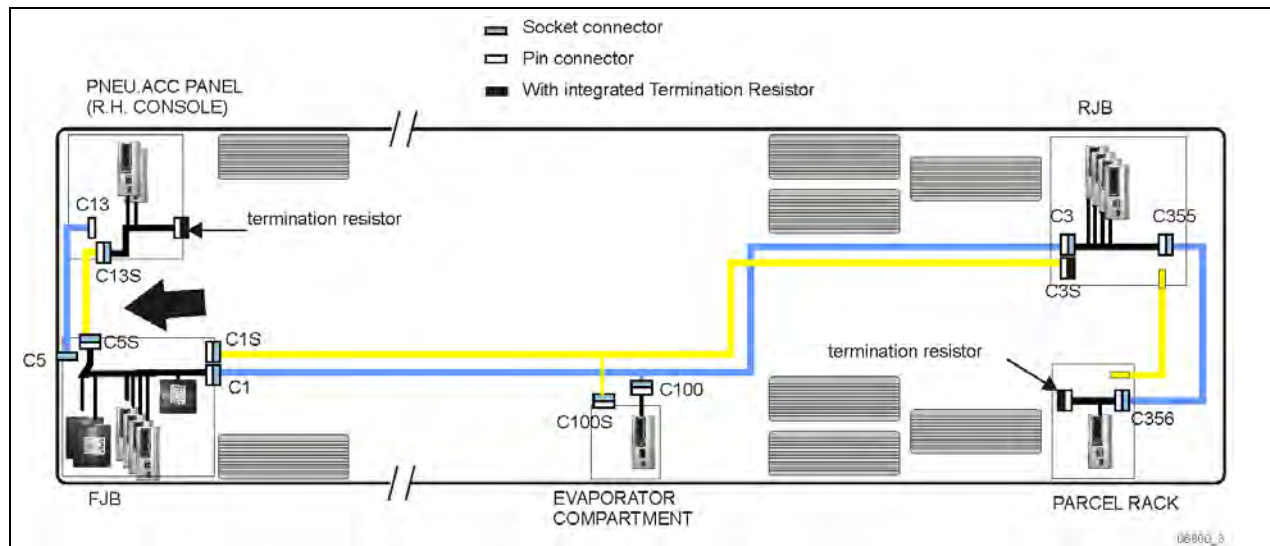 Socket connector
Pin connector
With integrated Termination Resistor
PNEU.ACC PANEL
(R.H. CONSOLE)
RJB
C13
termination resistor
C3
C355
C13S
C3S
C5S
C1S
C5
termination resistor
C1
C100
C100S
C356
FJB
EVAPORATOR
COMPARTMENT
PARCEL RACK
06800_3